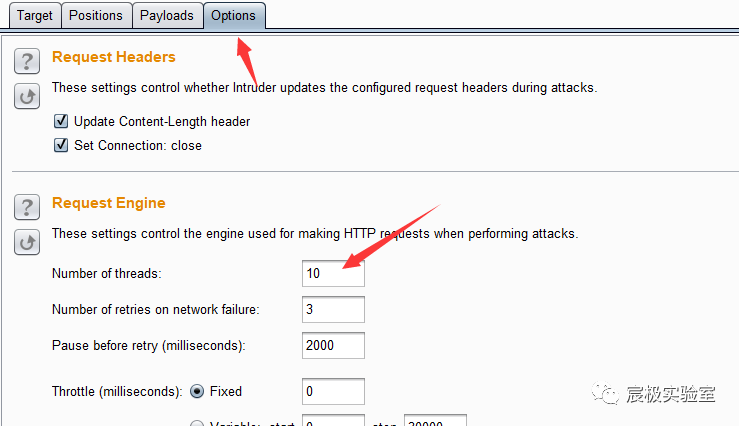 Target Positions Payloads Options
? Request Headers
These settings control whether Intruder updates the configured request headers during attacks.
Update Content-Length header
Set Connection: close
? Request Engine
These settings control the engine used for making HTTP requests when performing attacks.
Number of threads: 10
Number of retries on network failure: 3
Pause before retry (milliseconds): 2000
Throttle (milliseconds): Fixed 0
宸极实验室
Variable: start 0 step 30000